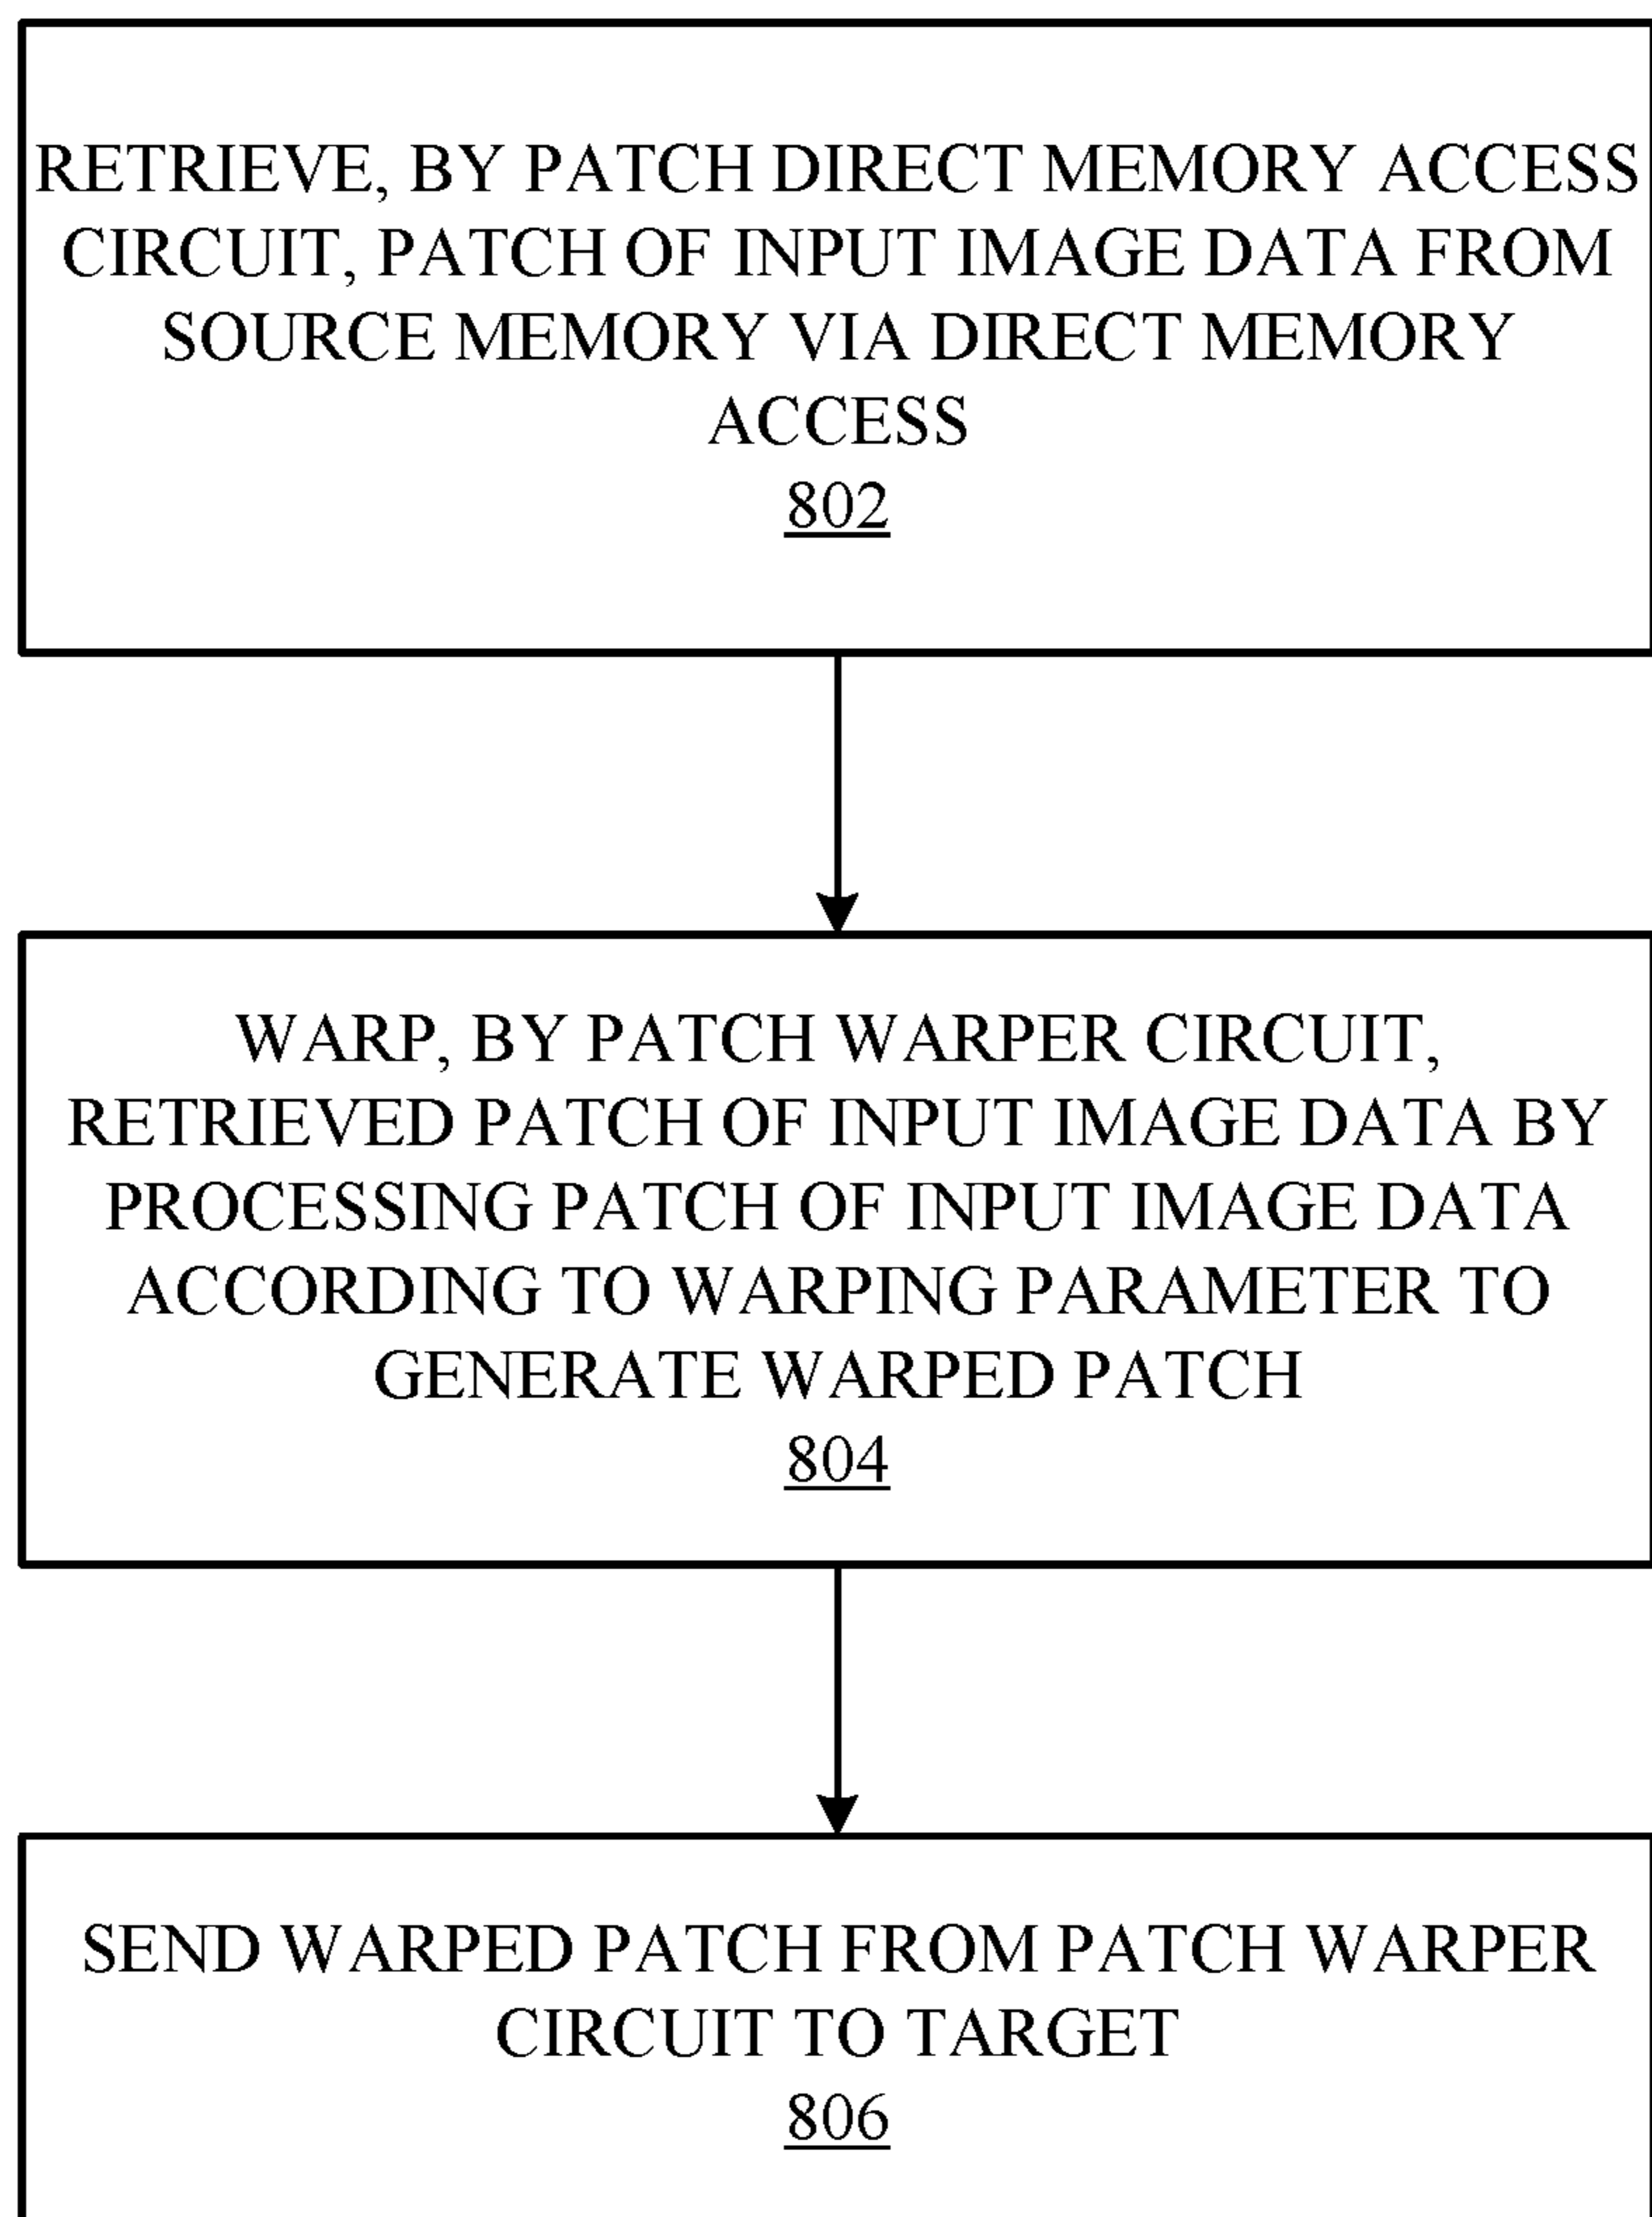 RETRIEVE, BY PATCH DIRECT MEMORY ACCESS
CIRCUIT, PATCH OF INPUT IMAGE DATA FROM
SOURCE MEMORY VIA DIRECT MEMORY
ACCESS
802
WARP, BY PATCH WARPER CIRCUIT,
RETRIEVED PATCH OF INPUT IMAGE DATA BY
PROCESSING PATCH OF INPUT IMAGE DATA
ACCORDING TO WARPING PARAMETER TO
GENERATE WARPED PATCH
804
SEND WARPED PATCH FROM PATCH WARPER
CIRCUIT TO TARGET
806